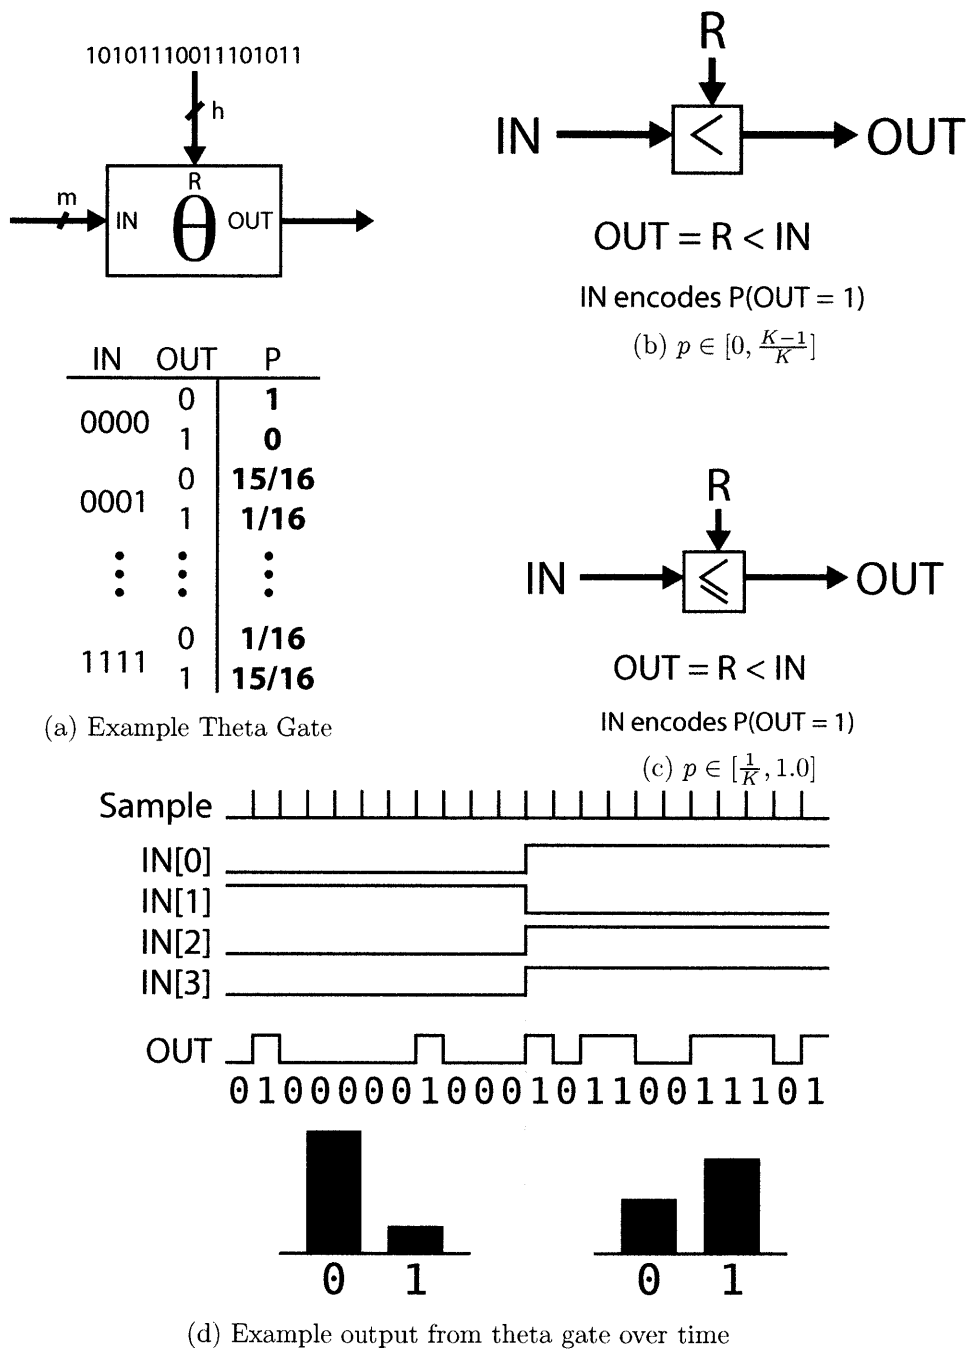 10101110011101011
h
m
R
IN θ OUT
IN OUT P
0000
0 1
1 0
0001
0 15/16
1 1/16
1111
0 1/16
1 15/16
(a) Example Theta Gate
R
IN < OUT
OUT = R < IN
IN encodes P(OUT = 1)
(b) p ∈ [0, \frac{K-1}{K}]
R
IN ≤ OUT
OUT = R < IN
IN encodes P(OUT = 1)
(c) p ∈ [\frac{1}{K}, 1.0]
Sample
IN[0]
IN[1]
IN[2]
IN[3]
OUT
0100000100010110011101
0 1
0 1
(d) Example output from theta gate over time